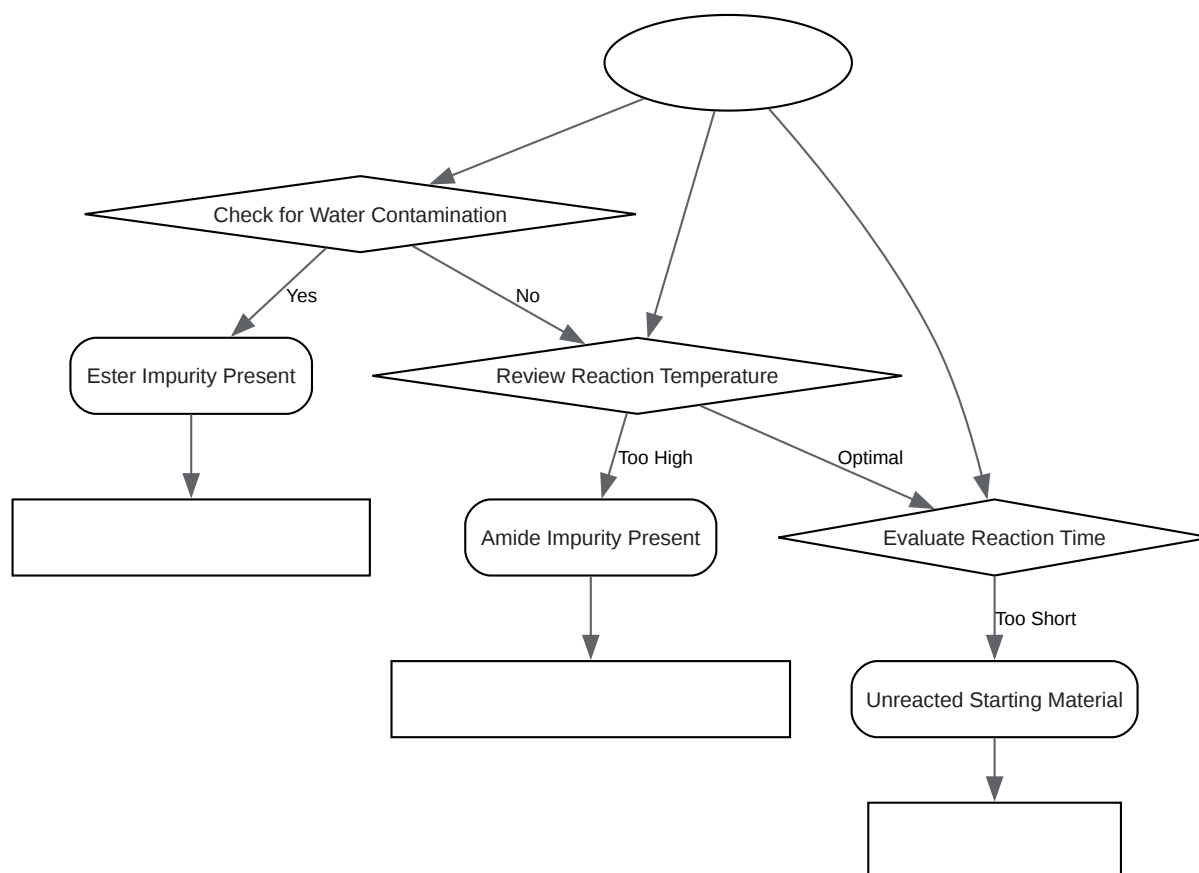 Check for Water Contamination
Yes
No
Ester Impurity Present
Review Reaction Temperature
Too High
Optimal
Amide Impurity Present
Evaluate Reaction Time
Too Short
Unreacted Starting Material